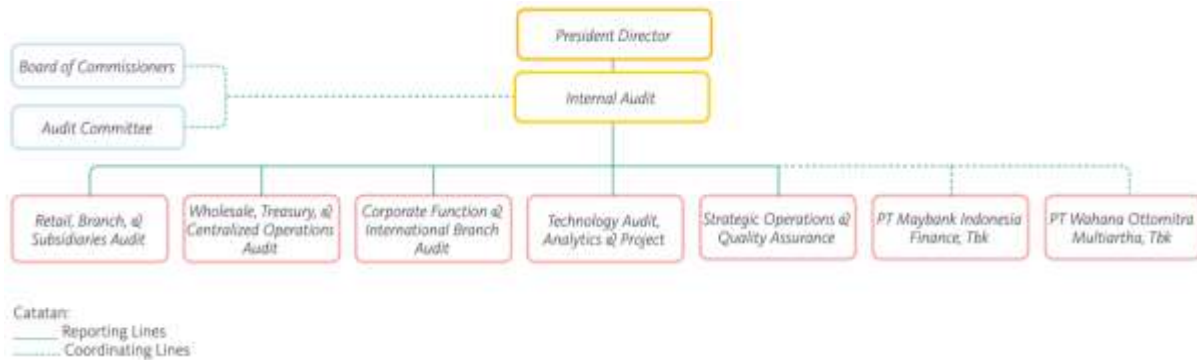 President Director
Board of Commissioners
Internal Audit
Audit Committee
Retail, Branch, &
Subsidiaries Audit
Wholesale, Treasury, &
Centralized Operations
Audit
Corporate Function &
International Branch
Audit
Technology Audit,
Analytics & Project
Strategic Operations &
Quality Assurance
PT Maybank Indonesia
Finance, Tbk
PT Wahana Ottomitra
Multiartha, Tbk
Catatan:
Reporting Lines
Coordinating Lines